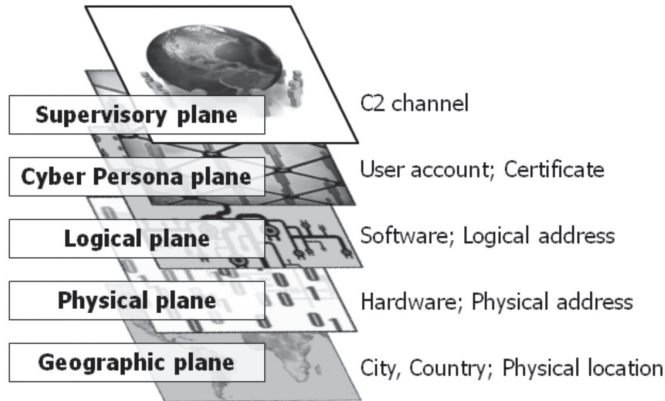 Supervisory plane
C2 channel
Cyber Persona plane
User account; Certificate
Logical plane
Software; Logical address
Physical plane
Hardware; Physical address
Geographic plane
City, Country; Physical location